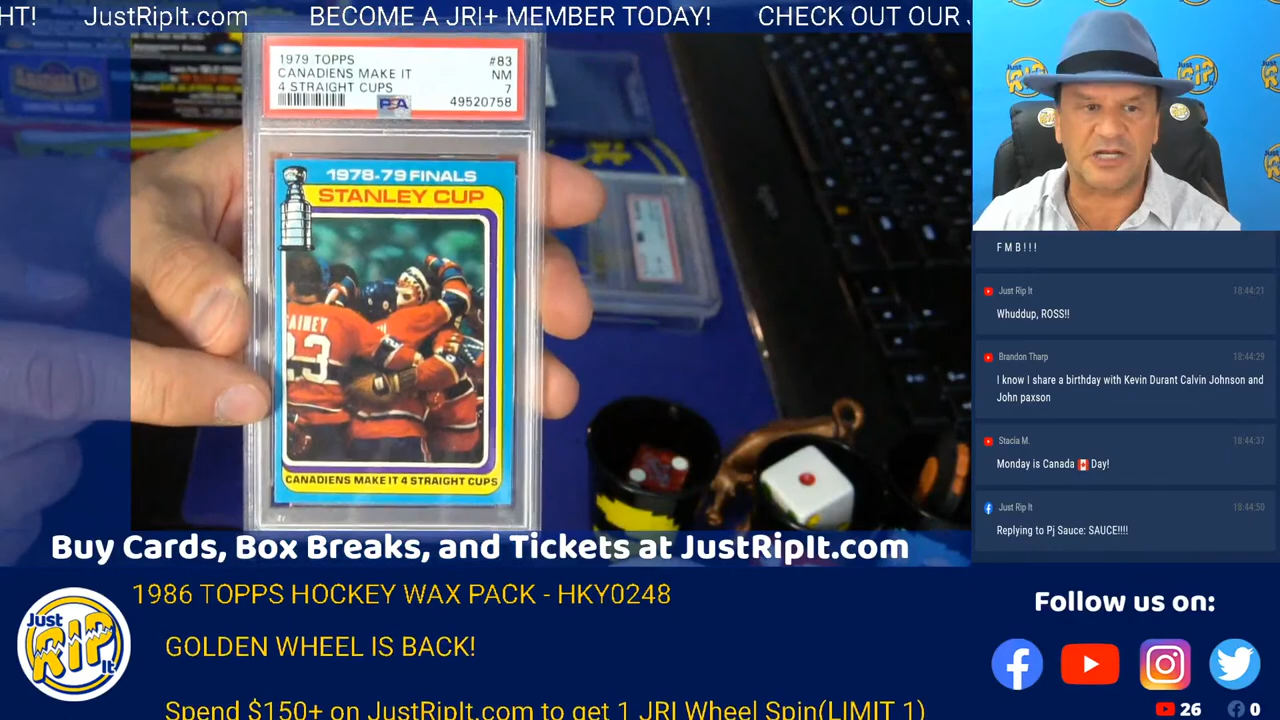 HT!
JustRipIt.com
BECOME A JRI+ MEMBER TODAY!
CHECK OUT OUR
1979 TOPPS #83
CANADIENS MAKE IT NM
4 STRAIGHT CUPS 7
PSA 49520758
1978-79 FINALS
STANLEY CUP
AINEY
23
CANADIENS MAKE IT 4 STRAIGHT CUPS
F M B ! ! !
Just Rip It 18:44:21
Whuddup, ROSS!!
Brandon Tharp 18:44:29
I know I share a birthday with Kevin Durant Calvin Johnson and
John paxson
Stacia M. 18:44:37
Monday is Canada 🇨🇦 Day!
Just Rip It 18:44:50
Replying to Pj Sauce: SAUCE!!!!
Buy Cards, Box Breaks, and Tickets at JustRipIt.com
Just
RIP
It
1986 TOPPS HOCKEY WAX PACK - HKY0248
GOLDEN WHEEL IS BACK!
Spend $150+ on JustRipIt.com to get 1 JRI Wheel Spin(LIMIT 1)
Follow us on:
26
0